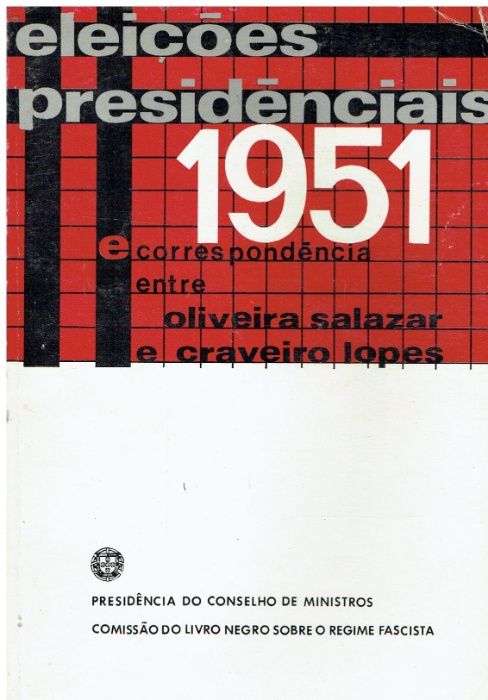 eleições
presidênciais
1951
e correspondência
entre
oliveira salazar
e craveiro lopes
PRESIDÊNCIA DO CONSELHO DE MINISTROS
COMISSÃO DO LIVRO NEGRO SOBRE O REGIME FASCISTA